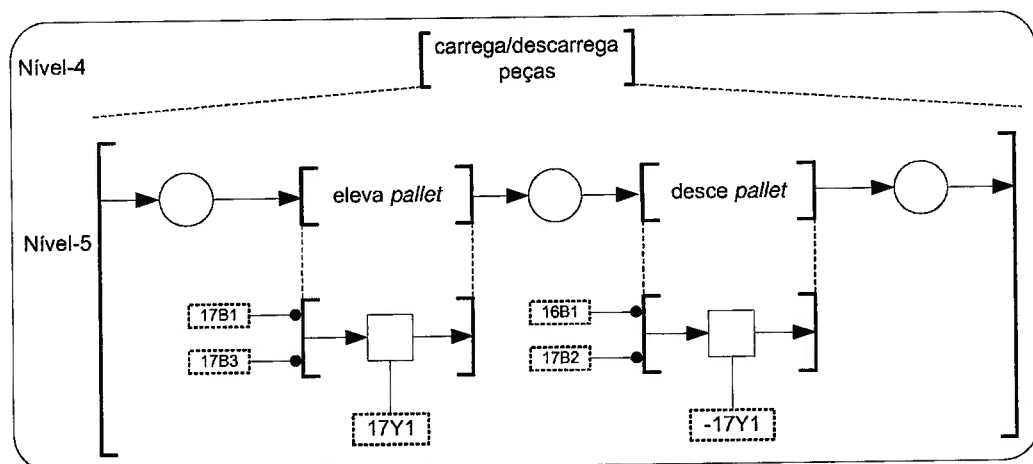 Nível-4
carrega/descarrega
peças
Nível-5
eleva pallet
desce pallet
17B1
17B3
17Y1
16B1
17B2
-17Y1